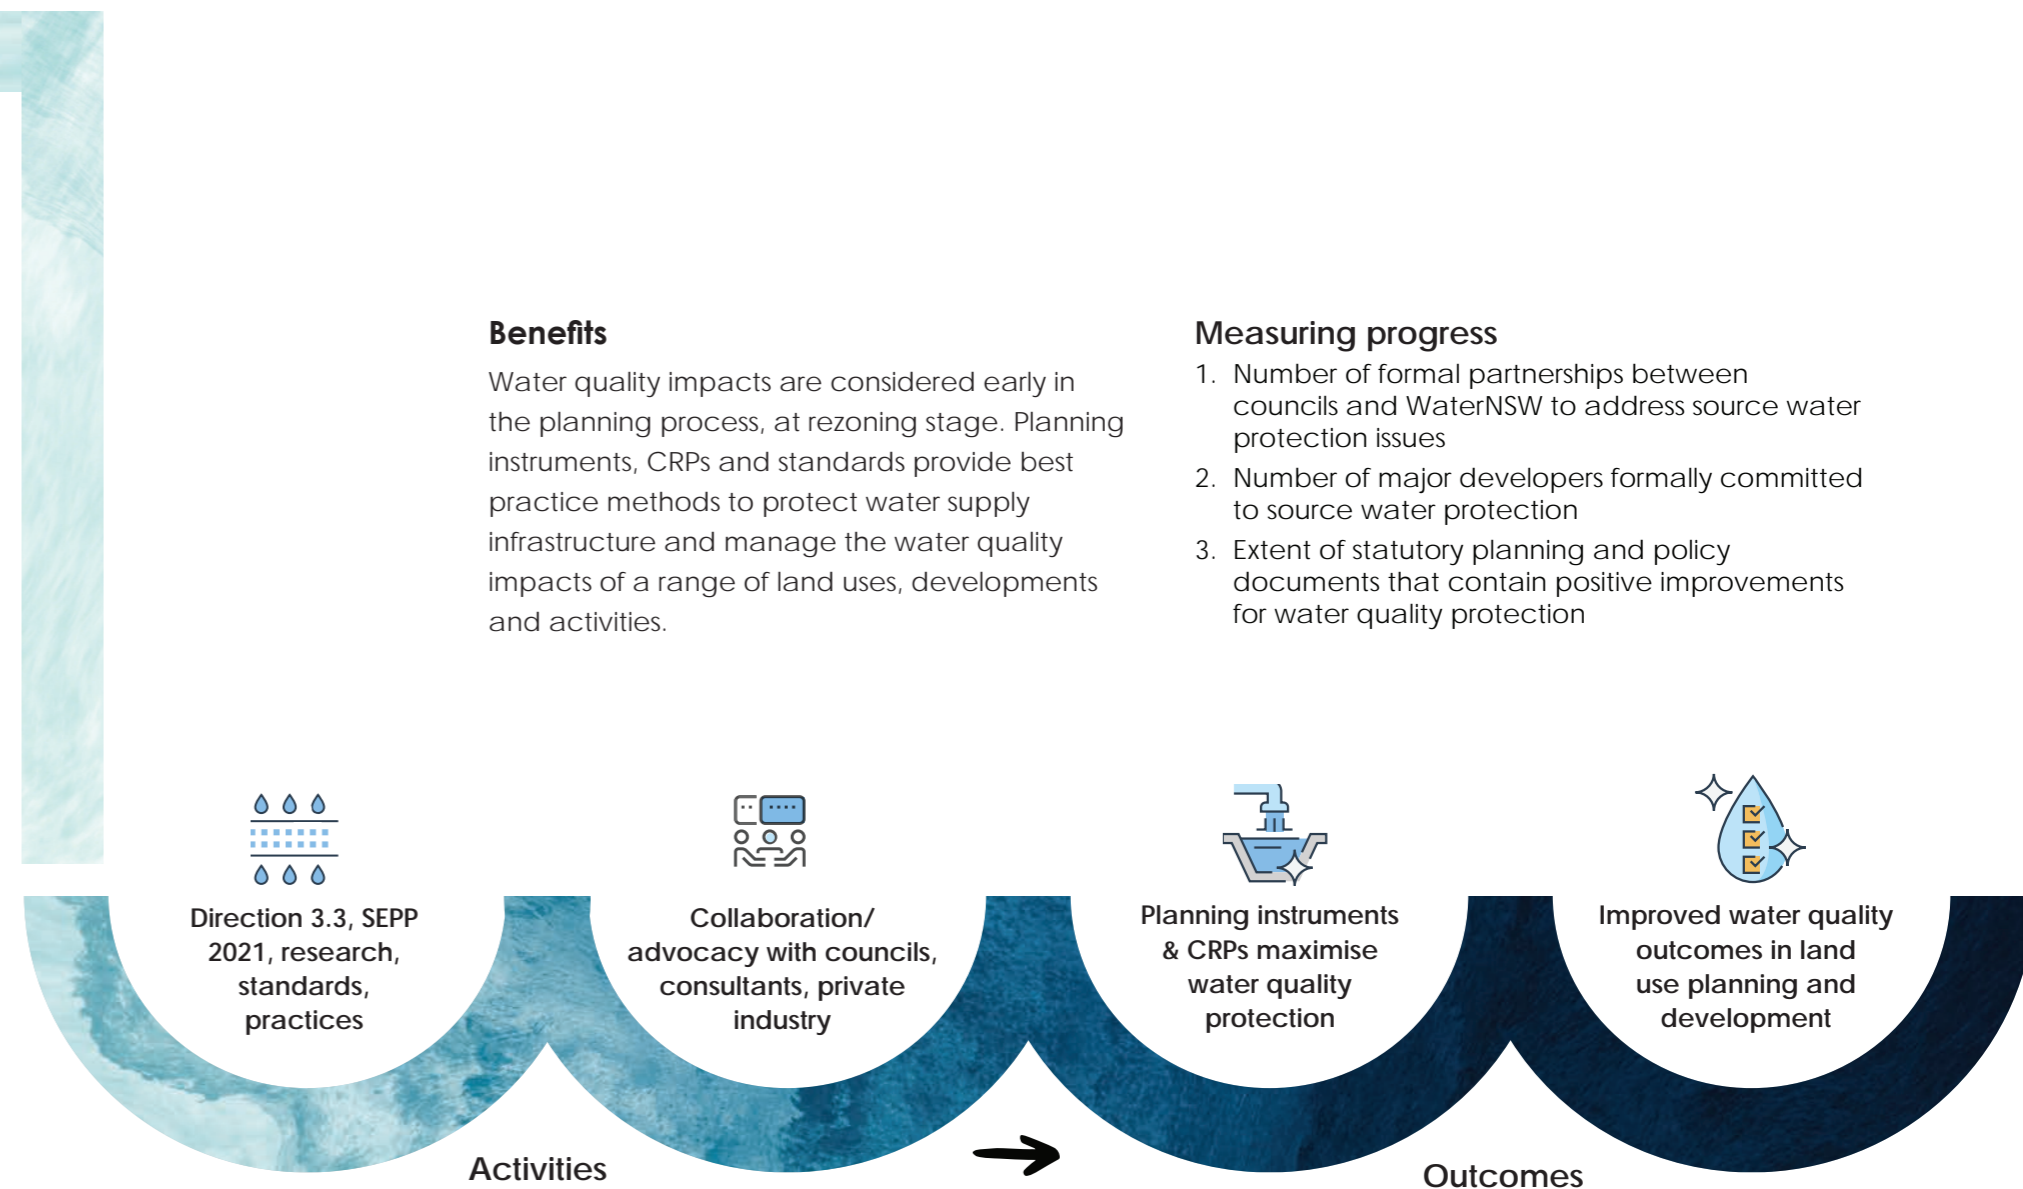 Benefits
Water quality impacts are considered early in
the planning process, at rezoning stage. Planning
instruments, CRPs and standards provide best
practice methods to protect water supply
infrastructure and manage the water quality
impacts of a range of land uses, developments
and activities.
Measuring progress
1. Number of formal partnerships between
councils and WaterNSW to address source water
protection issues
2. Number of major developers formally committed
to source water protection
3. Extent of statutory planning and policy
documents that contain positive improvements
for water quality protection
Direction 3.3, SEPP
2021, research,
standards,
practices
Collaboration/
advocacy with councils,
consultants, private
industry
Planning instruments
& CRPs maximise
water quality
protection
Improved water quality
outcomes in land
use planning and
development
Activities
Outcomes